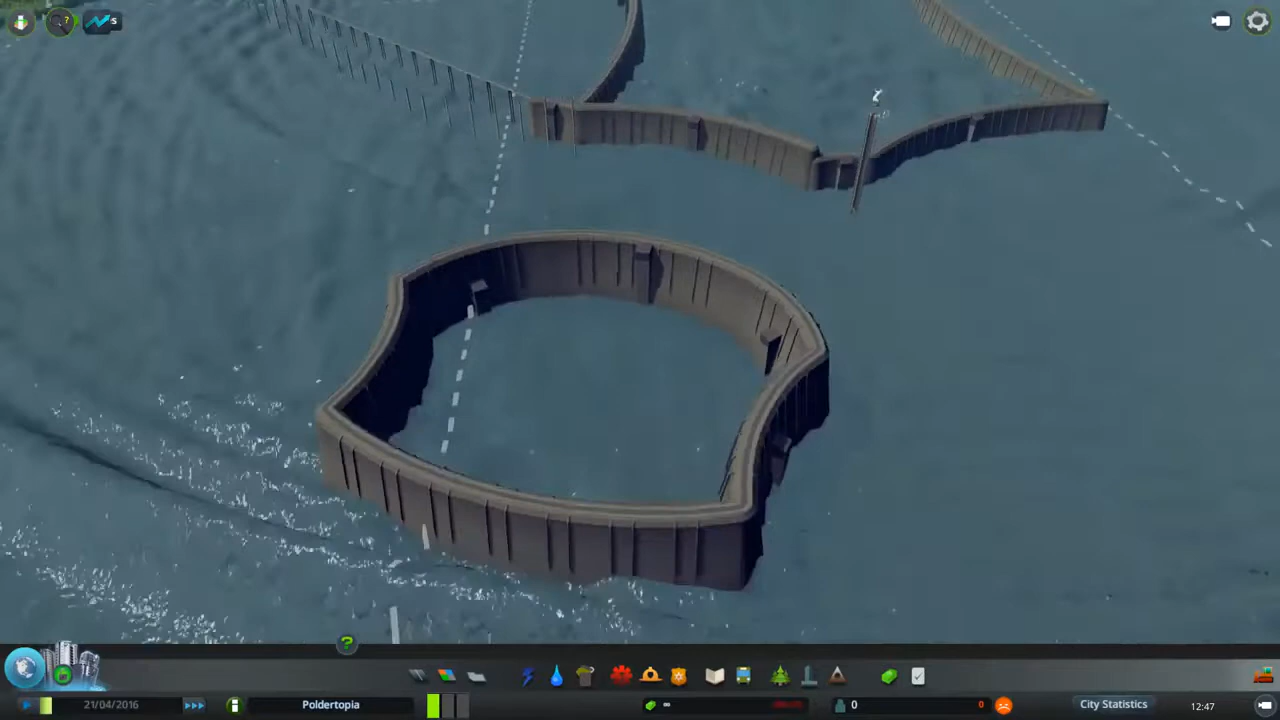 S
21/04/2016
Poldertopia
∞
0
0
City Statistics
12:47